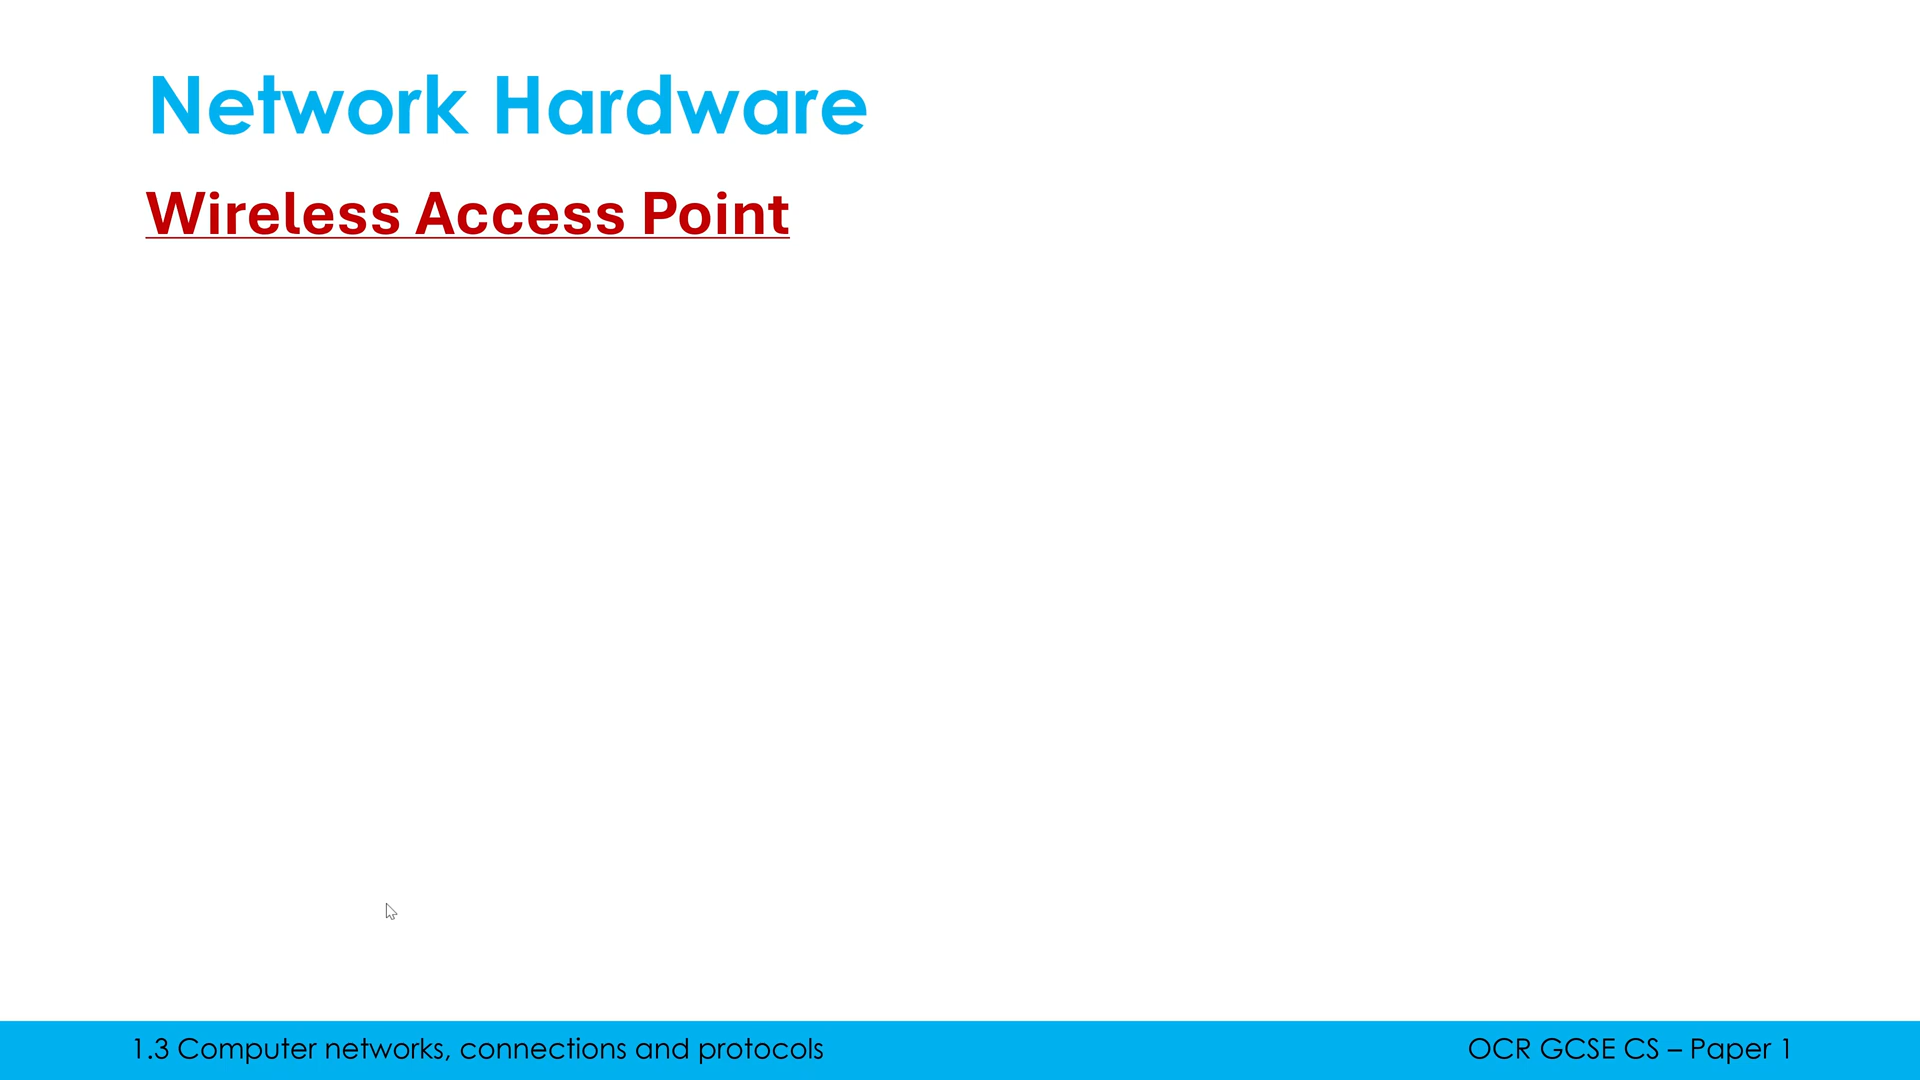 Network Hardware
Wireless Access Point
1.3 Computer networks, connections and protocols
OCR GCSE CS – Paper 1